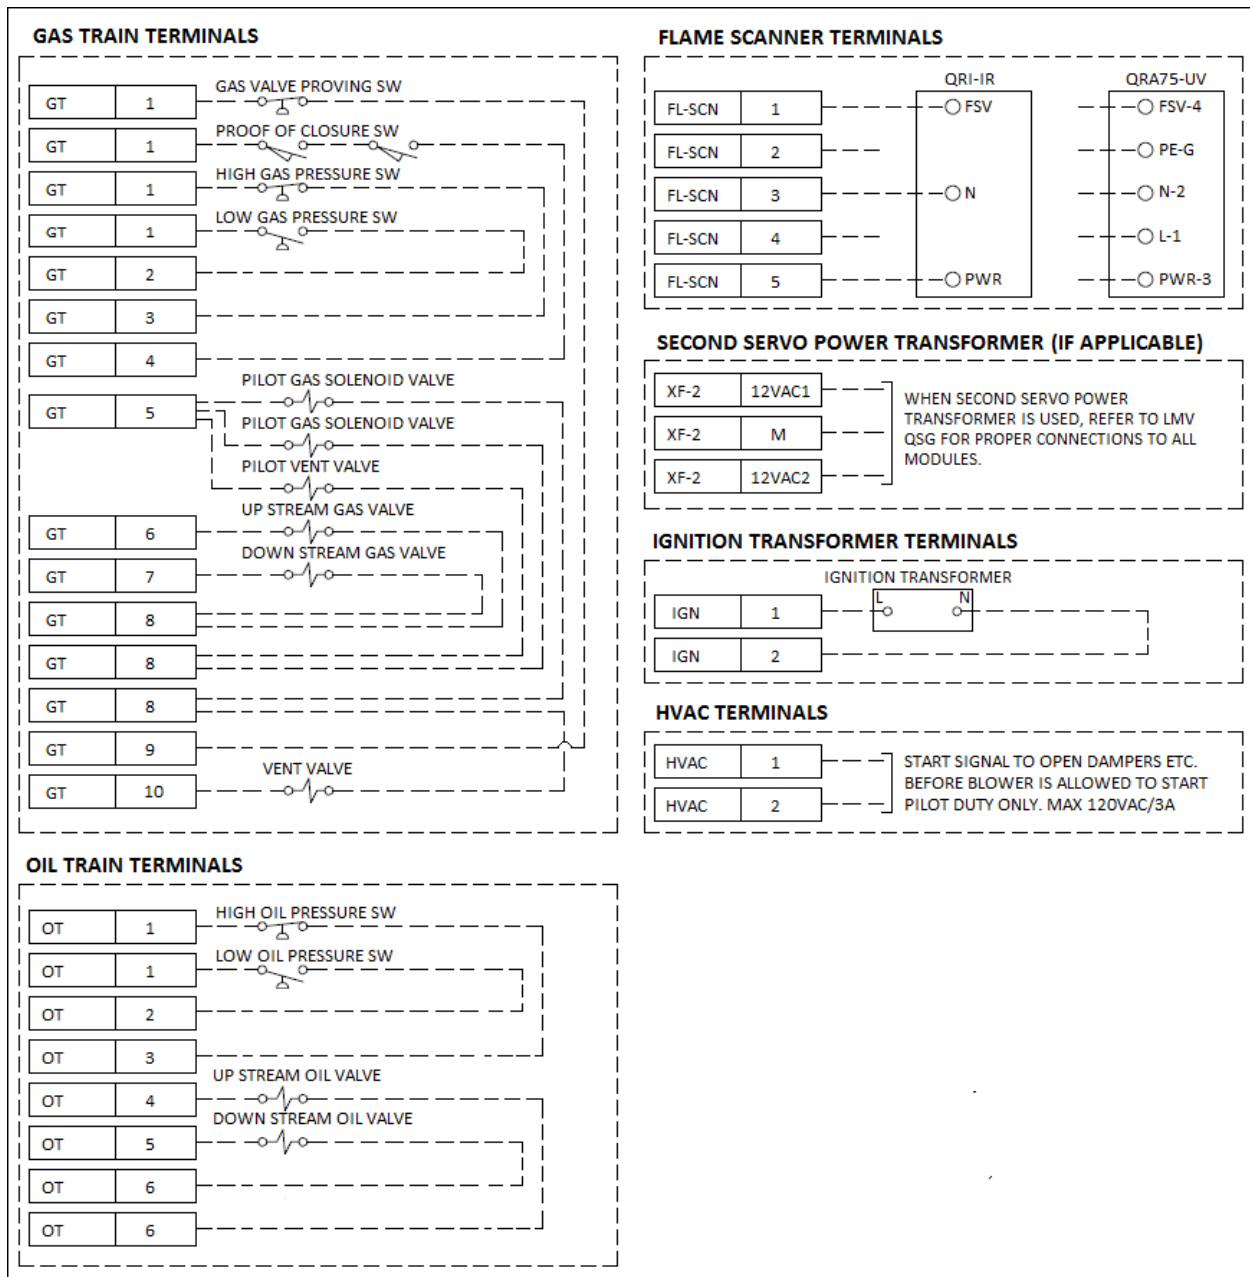 GAS TRAIN TERMINALS
GT 1 GAS VALVE PROVING SW
GT 1 PROOF OF CLOSURE SW
GT 1 HIGH GAS PRESSURE SW
GT 1 LOW GAS PRESSURE SW
GT 2
GT 3
GT 4
PILOT GAS SOLENOID VALVE
GT 5
PILOT GAS SOLENOID VALVE
PILOT VENT VALVE
UP STREAM GAS VALVE
GT 6
DOWN STREAM GAS VALVE
GT 7
GT 8
GT 8
GT 8
GT 9
VENT VALVE
GT 10
OIL TRAIN TERMINALS
HIGH OIL PRESSURE SW
OT 1
LOW OIL PRESSURE SW
OT 1
OT 2
OT 3
UP STREAM OIL VALVE
OT 4
DOWN STREAM OIL VALVE
OT 5
OT 6
OT 6
FLAME SCANNER TERMINALS
QRI-IR QRA75-UV
FL-SCN 1 FSV FSV-4
FL-SCN 2 PE-G
FL-SCN 3 N N-2
FL-SCN 4 L-1
FL-SCN 5 PWR PWR-3
SECOND SERVO POWER TRANSFORMER (IF APPLICABLE)
XF-2 12VAC1
XF-2 M
XF-2 12VAC2
WHEN SECOND SERVO POWER
TRANSFORMER IS USED, REFER TO LMV
QSG FOR PROPER CONNECTIONS TO ALL
MODULES.
IGNITION TRANSFORMER TERMINALS
IGNITION TRANSFORMER
L N
IGN 1
IGN 2
HVAC TERMINALS
HVAC 1
HVAC 2
START SIGNAL TO OPEN DAMPERS ETC.
BEFORE BLOWER IS ALLOWED TO START
PILOT DUTY ONLY. MAX 120VAC/3A